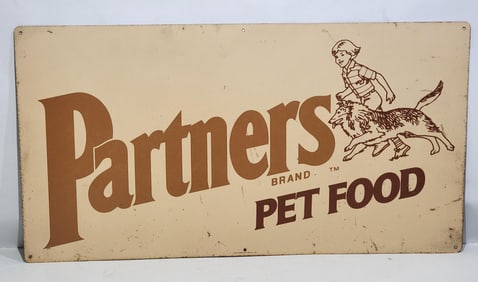 Partners
BRAND TM
PET FOOD